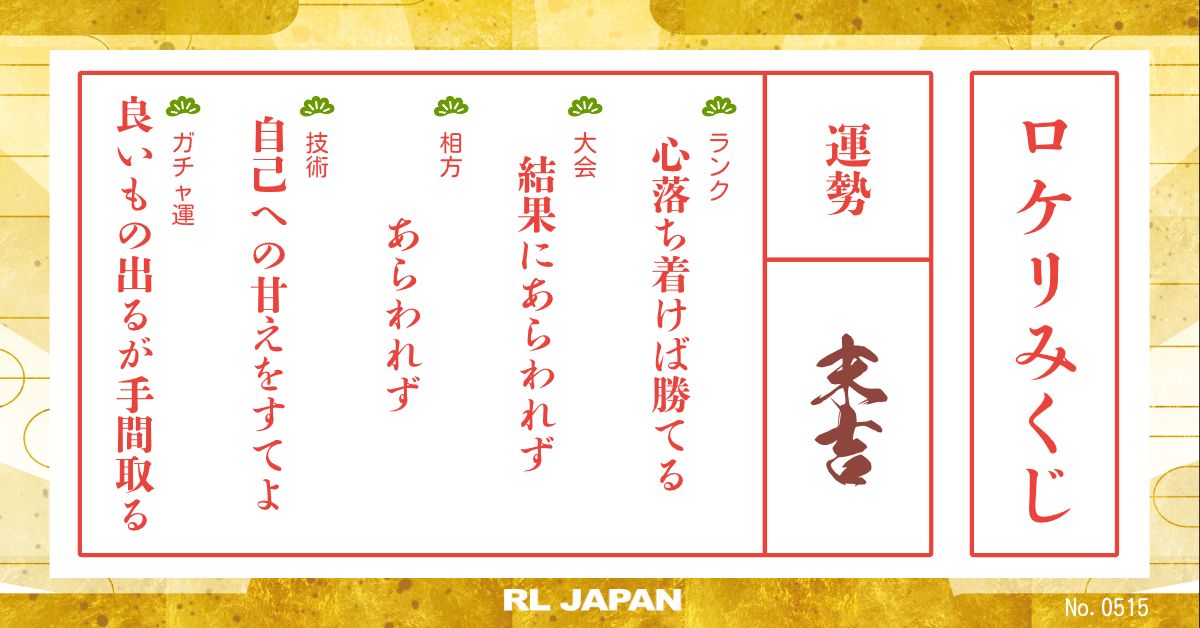 ロケリみくじ
運勢
末吉
ランク
心落ち着けば勝てる
大会
結果にあらわれず
相方
あらわれず
技術
自己への甘えをすてよ
ガチャ運
良いもの出るが手間取る
RL JAPAN
No. 0515